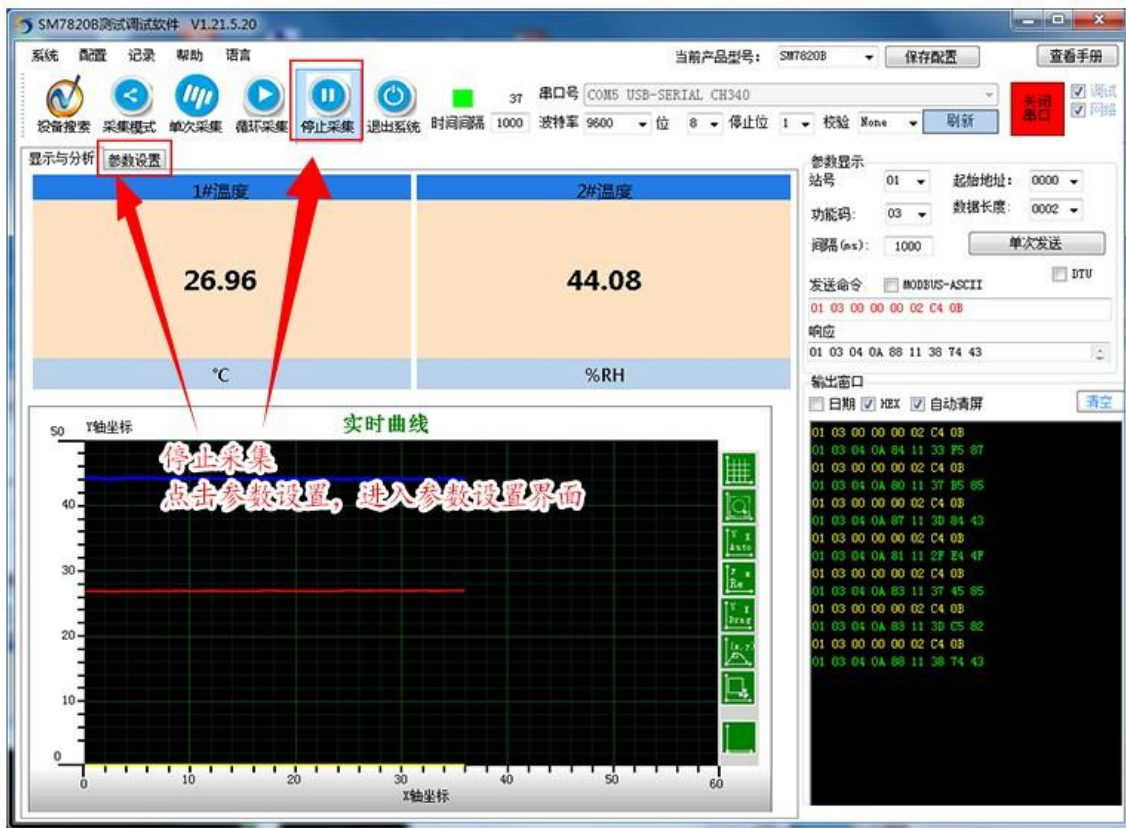 SM7820B测试调试软件 V1.21.5.20
系统 配置 记录 帮助 语言
当前产品型号: SM7820B 保存配置 查看手册
设备搜索 采集模式 单次采集 循环采集 停止采集 退出系统
37
时间间隔 1000
串口号 COM5 USB-SERIAL CH340
波特率 9600 位 8 停止位 1 校验 None 刷新
关闭串口
调试
网络
显示与分析 参数设置
1#温度 2#温度
26.96 44.08
℃ %RH
参数显示
站号 01 起始地址: 0000
功能码: 03 数据长度: 0002
间隔(ms): 1000 单次发送
发送命令 MODBUS-ASCII DTU
01 03 00 00 00 02 C4 0B
响应
01 03 04 0A 88 11 38 74 43
输出窗口
日期 HEX 自动清屏 清空
01 03 00 00 00 02 C4 0B
01 03 04 0A 84 11 33 F5 87
01 03 00 00 00 02 C4 0B
01 03 04 0A 80 11 37 B5 85
01 03 00 00 00 02 C4 0B
01 03 04 0A 87 11 3D 84 43
01 03 00 00 00 02 C4 0B
01 03 04 0A 81 11 2F E4 4F
01 03 00 00 00 02 C4 0B
01 03 04 0A 83 11 37 45 85
01 03 00 00 00 02 C4 0B
01 03 04 0A 83 11 3D C5 82
01 03 00 00 00 02 C4 0B
01 03 04 0A 88 11 38 74 43
Y轴坐标 实时曲线
50
40
30
20
10
0
停止采集
点击参数设置，进入参数设置界面
Y X
Auto
Re
Y X
Drag
(x,y)
0 10 20 30 40 50 60
X轴坐标